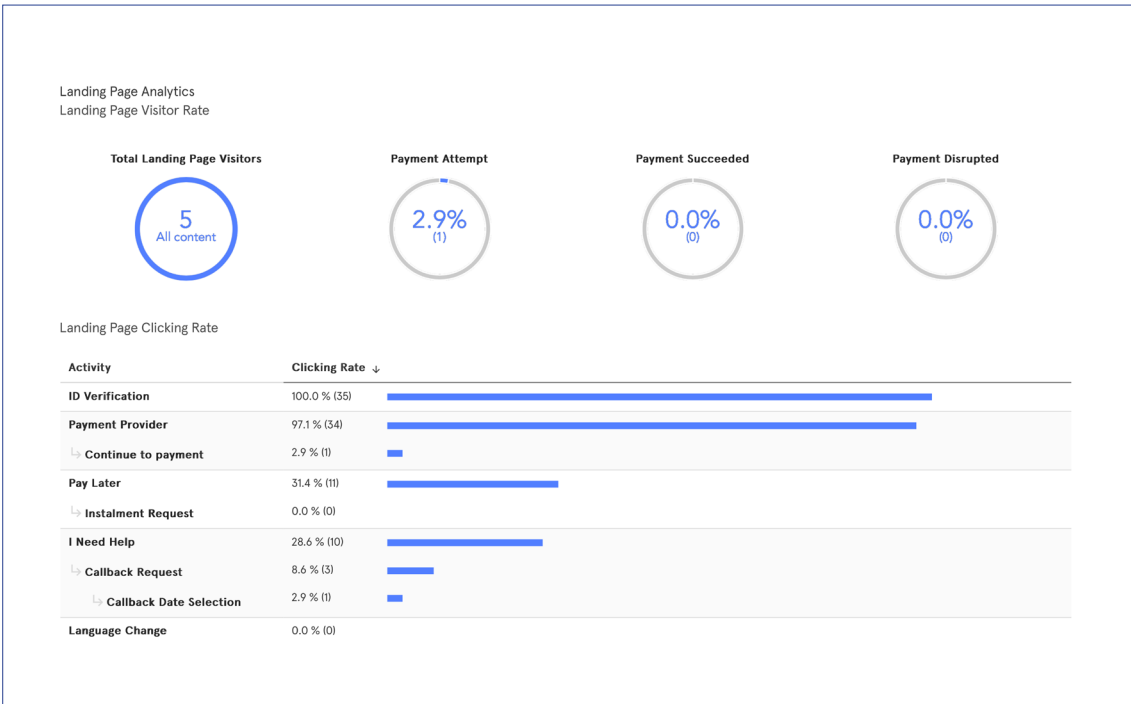 Landing Page Analytics
Landing Page Visitor Rate
Total Landing Page Visitors
5
All content
Payment Attempt
2.9%
(1)
Payment Succeeded
0.0%
(0)
Payment Disrupted
0.0%
(0)
Landing Page Clicking Rate
Activity Clicking Rate ↓
ID Verification 100.0 % (35)
Payment Provider 97.1 % (34)
Continue to payment 2.9 % (1)
Pay Later 31.4 % (11)
Instalment Request 0.0 % (0)
I Need Help 28.6 % (10)
Callback Request 8.6 % (3)
Callback Date Selection 2.9 % (1)
Language Change 0.0 % (0)